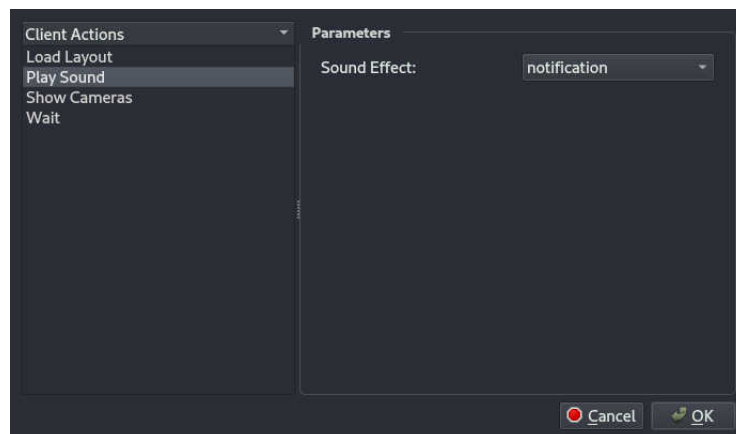 Client Actions
Load Layout
Play Sound
Show Cameras
Wait
Parameters
Sound Effect: notification
Cancel OK